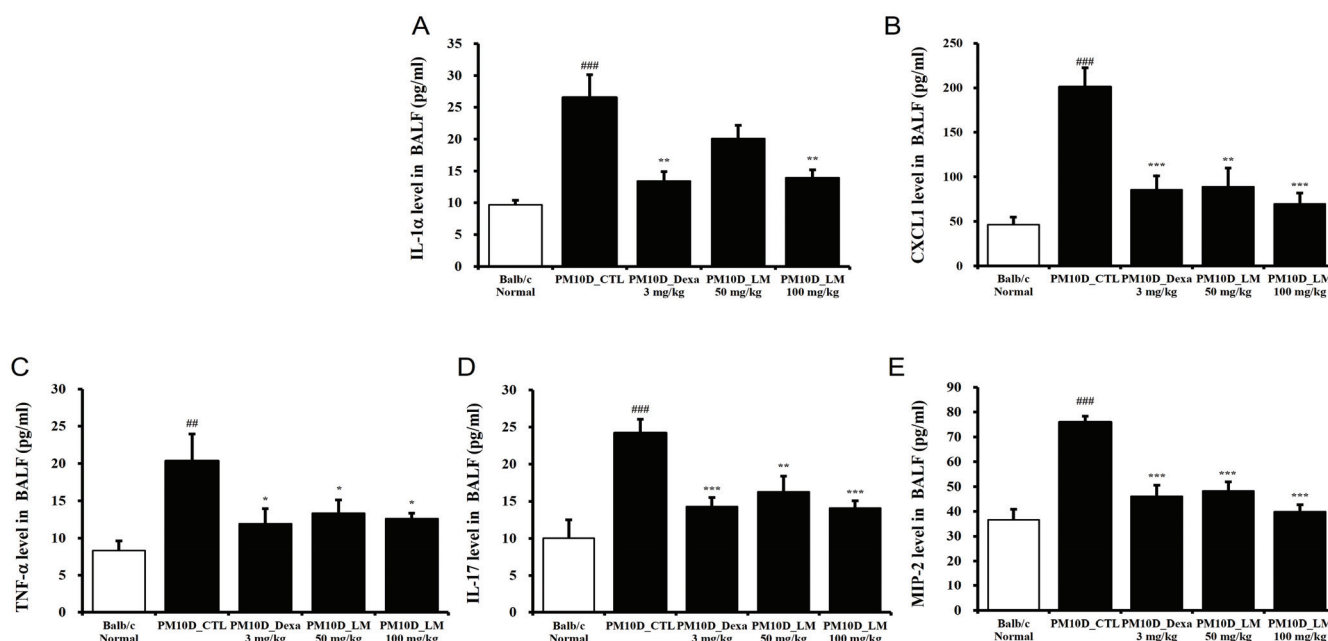 A
IL-1α level in BALF (pg/ml)
35
30
25
20
15
10
5
0
###
**
**
Balb/c PM10D_CTL PM10D_Dexa PM10D_LM PM10D_LM
Normal 3 mg/kg 50 mg/kg 100 mg/kg
B
CXCL1 level in BALF (pg/ml)
250
200
150
100
50
0
###
***
**
***
Balb/c PM10D_CTL PM10D_Dexa PM10D_LM PM10D_LM
Normal 3 mg/kg 50 mg/kg 100 mg/kg
C
TNF-α level in BALF (pg/ml)
30
25
20
15
10
5
0
##
*
*
*
Balb/c PM10D_CTL PM10D_Dexa PM10D_LM PM10D_LM
Normal 3 mg/kg 50 mg/kg 100 mg/kg
D
IL-17 level in BALF (pg/ml)
30
25
20
15
10
5
0
###
***
**
***
Balb/c PM10D_CTL PM10D_Dexa PM10D_LM PM10D_LM
Normal 3 mg/kg 50 mg/kg 100 mg/kg
E
MIP-2 level in BALF (pg/ml)
90
80
70
60
50
40
30
20
10
0
###
***
***
***
Balb/c PM10D_CTL PM10D_Dexa PM10D_LM PM10D_LM
Normal 3 mg/kg 50 mg/kg 100 mg/kg